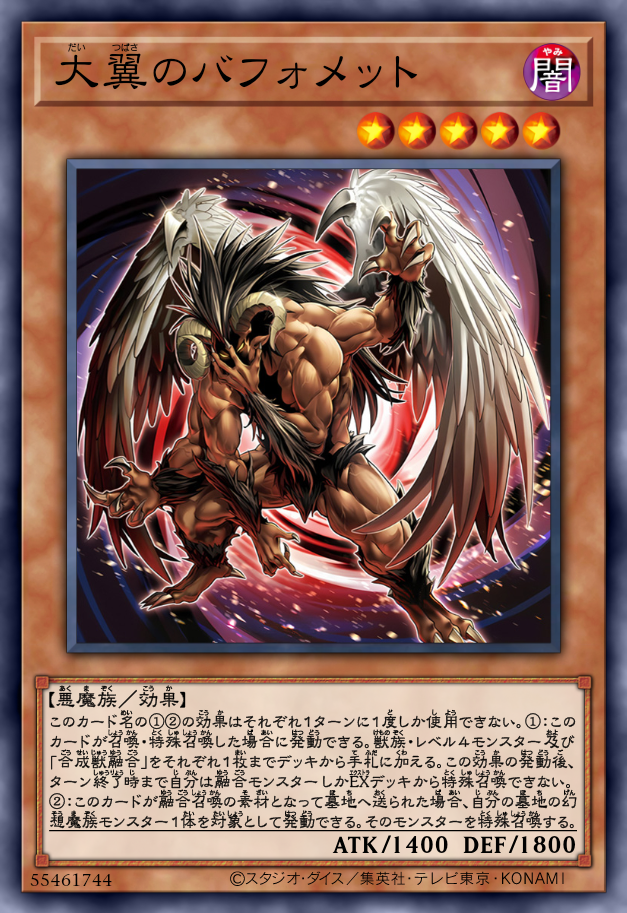 大翼のバフォメット
闇
【悪魔族/効果】
このカード名の①②の効果はそれぞれ1ターンに1度しか使用できない。①:この
カードが召喚・特殊召喚した場合に発動できる。獣族・レベル4モンスター及び
「合成獣融合」をそれぞれ1枚までデッキから手札に加える。この効果の発動後、
ターン終了時まで自分は融合モンスターしかEXデッキから特殊召喚できない。
②:このカードが融合召喚の素材となって墓地へ送られた場合、自分の墓地の幻
想魔族モンスター1体を対象として発動できる。そのモンスターを特殊召喚する。
ATK/1400 DEF/1800
55461744 ©スタジオ・ダイス/集英社・テレビ東京・KONAMI